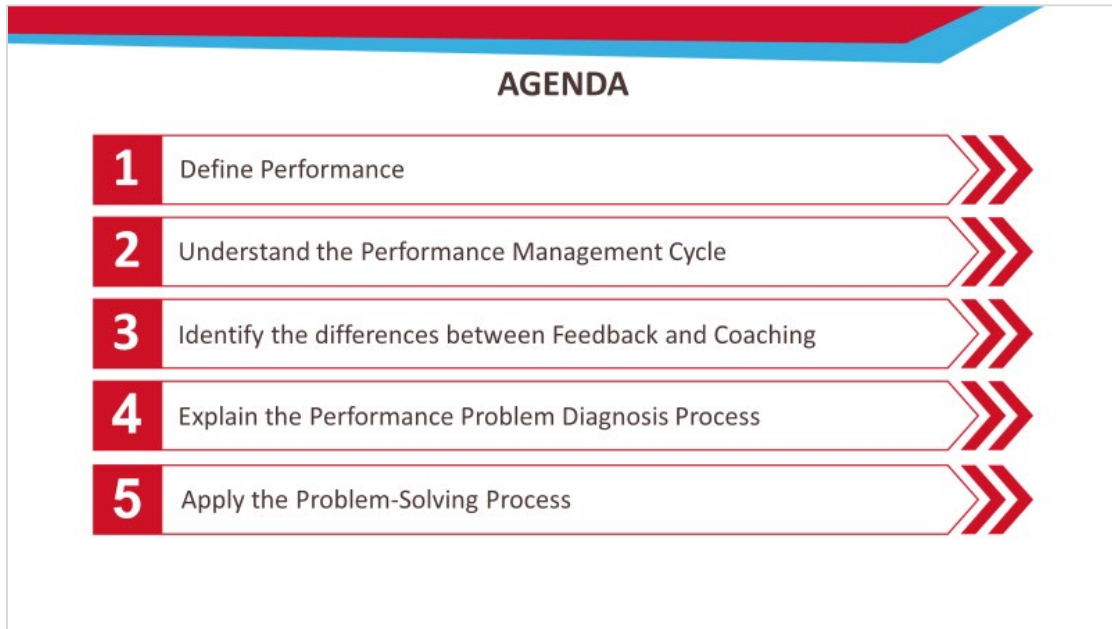 AGENDA
1 Define Performance
2 Understand the Performance Management Cycle
3 Identify the differences between Feedback and Coaching
4 Explain the Performance Problem Diagnosis Process
5 Apply the Problem-Solving Process